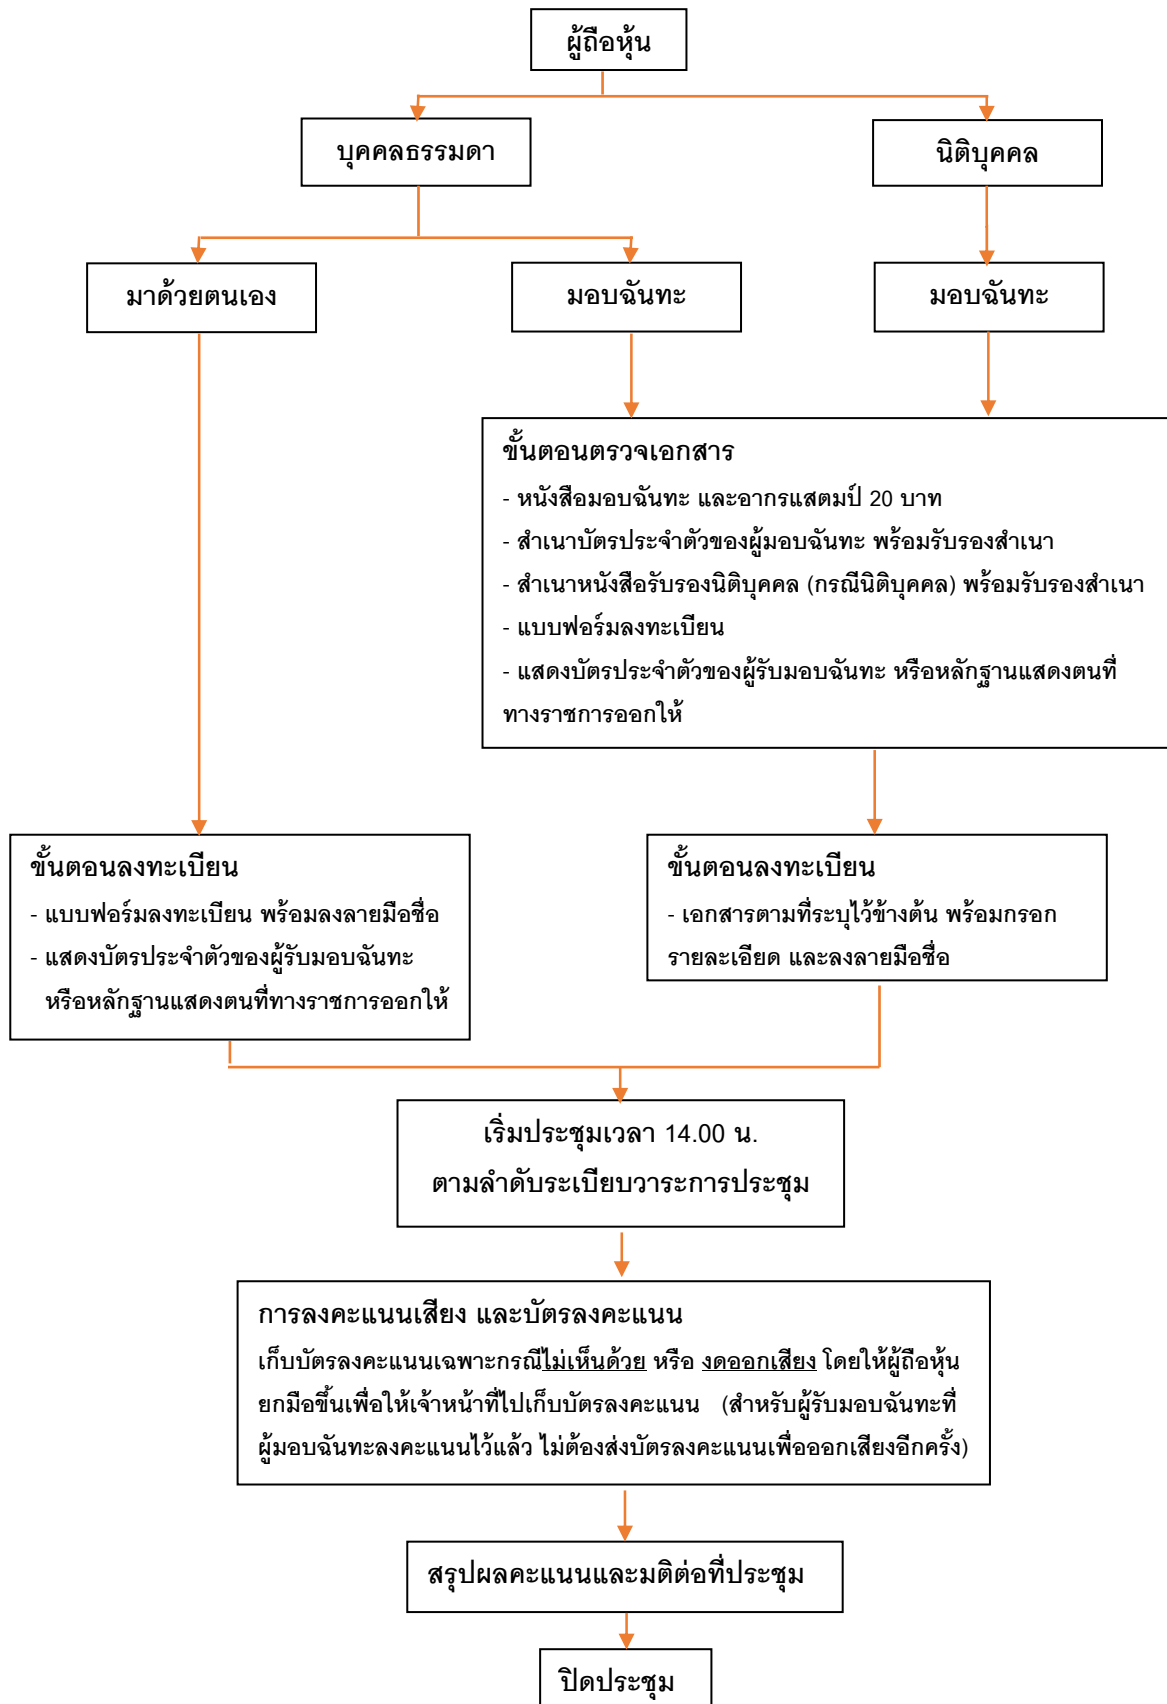 ผู้ถือหุ้น
บุคคลธรรมดา
นิติบุคคล
มาด้วยตนเอง
มอบฉันทะ
มอบฉันทะ
ขั้นตอนตรวจเอกสาร
- หนังสือมอบฉันทะ และอากรแสตมป์ 20 บาท
- สำเนาบัตรประจำตัวของผู้มอบฉันทะ พร้อมรับรองสำเนา
- สำเนาหนังสือรับรองนิติบุคคล (กรณีนิติบุคคล) พร้อมรับรองสำเนา
- แบบฟอร์มลงทะเบียน
- แสดงบัตรประจำตัวของผู้รับมอบฉันทะ หรือหลักฐานแสดงตนที่
ทางราชการออกให้
ขั้นตอนลงทะเบียน
- แบบฟอร์มลงทะเบียน พร้อมลงลายมือชื่อ
- แสดงบัตรประจำตัวของผู้รับมอบฉันทะ
หรือหลักฐานแสดงตนที่ทางราชการออกให้
ขั้นตอนลงทะเบียน
- เอกสารตามที่ระบุไว้ข้างต้น พร้อมกรอก
รายละเอียด และลงลายมือชื่อ
เริ่มประชุมเวลา 14.00 น.
ตามลำดับระเบียบวาระการประชุม
การลงคะแนนเสียง และบัตรลงคะแนน
เก็บบัตรลงคะแนนเฉพาะกรณีไม่เห็นด้วย หรือ งดออกเสียง โดยให้ผู้ถือหุ้น
ยกมือขึ้นเพื่อให้เจ้าหน้าที่ไปเก็บบัตรลงคะแนน (สำหรับผู้รับมอบฉันทะที่
ผู้มอบฉันทะลงคะแนนไว้แล้ว ไม่ต้องส่งบัตรลงคะแนนเพื่อออกเสียงอีกครั้ง)
สรุปผลคะแนนและมติต่อที่ประชุม
ปิดประชุม